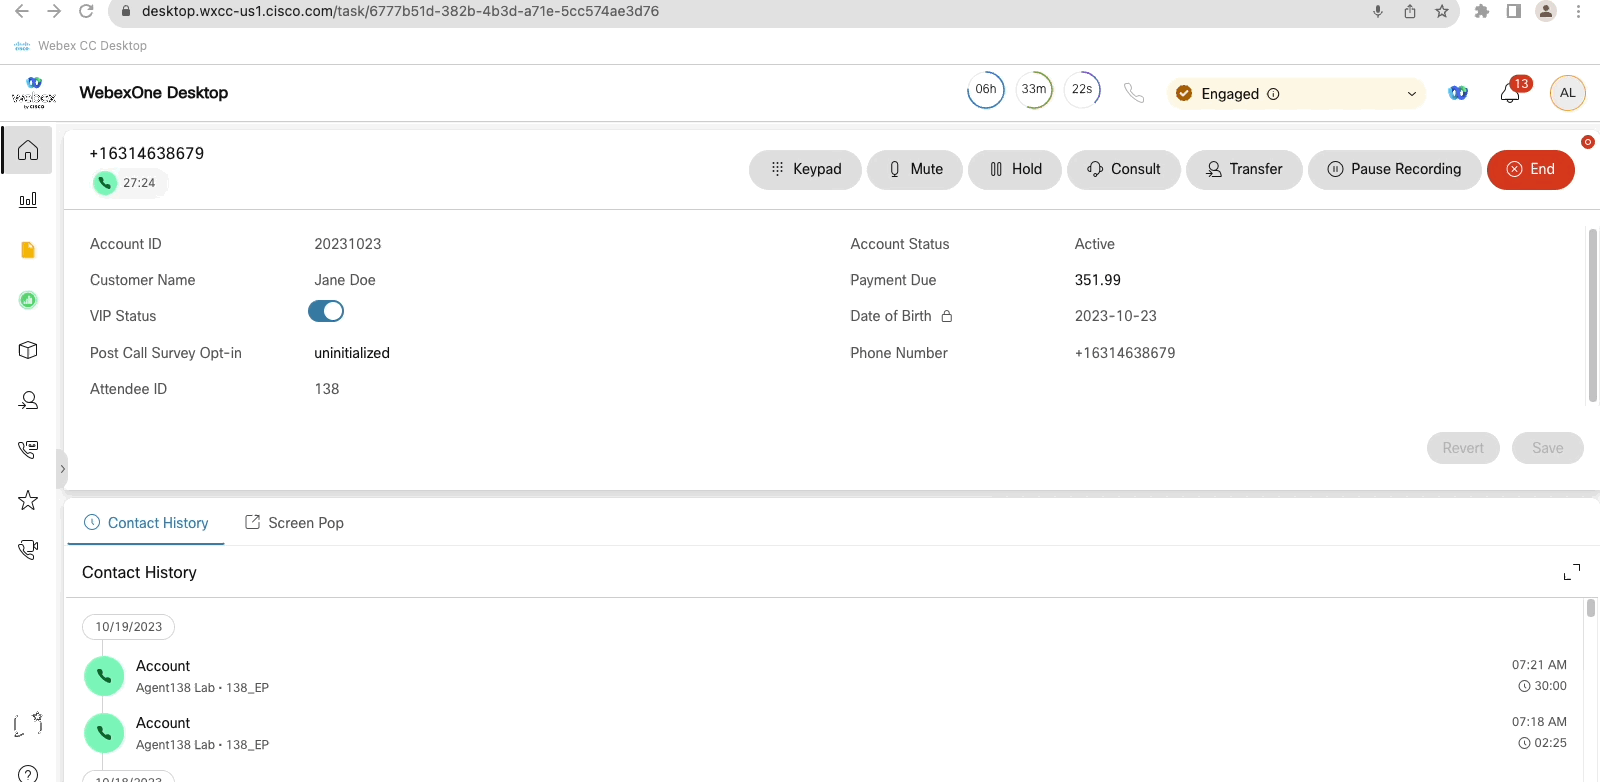 desktop.wxcc-us1.cisco.com/task/6777b51d-382b-4b3d-a71e-5cc574ae3d76
Webex CC Desktop
WebexOne Desktop
06h 33m 22s
Engaged
13
AL
+16314638679
27:24
Keypad Mute Hold Consult Transfer Pause Recording End
Account ID 20231023 Account Status Active
Customer Name Jane Doe Payment Due 351.99
VIP Status Date of Birth 2023-10-23
Post Call Survey Opt-in uninitialized Phone Number +16314638679
Attendee ID 138
Revert Save
Contact History Screen Pop
Contact History
10/19/2023
Account 07:21 AM
Agent138 Lab • 138_EP 30:00
Account 07:18 AM
Agent138 Lab • 138_EP 02:25
10/18/2023